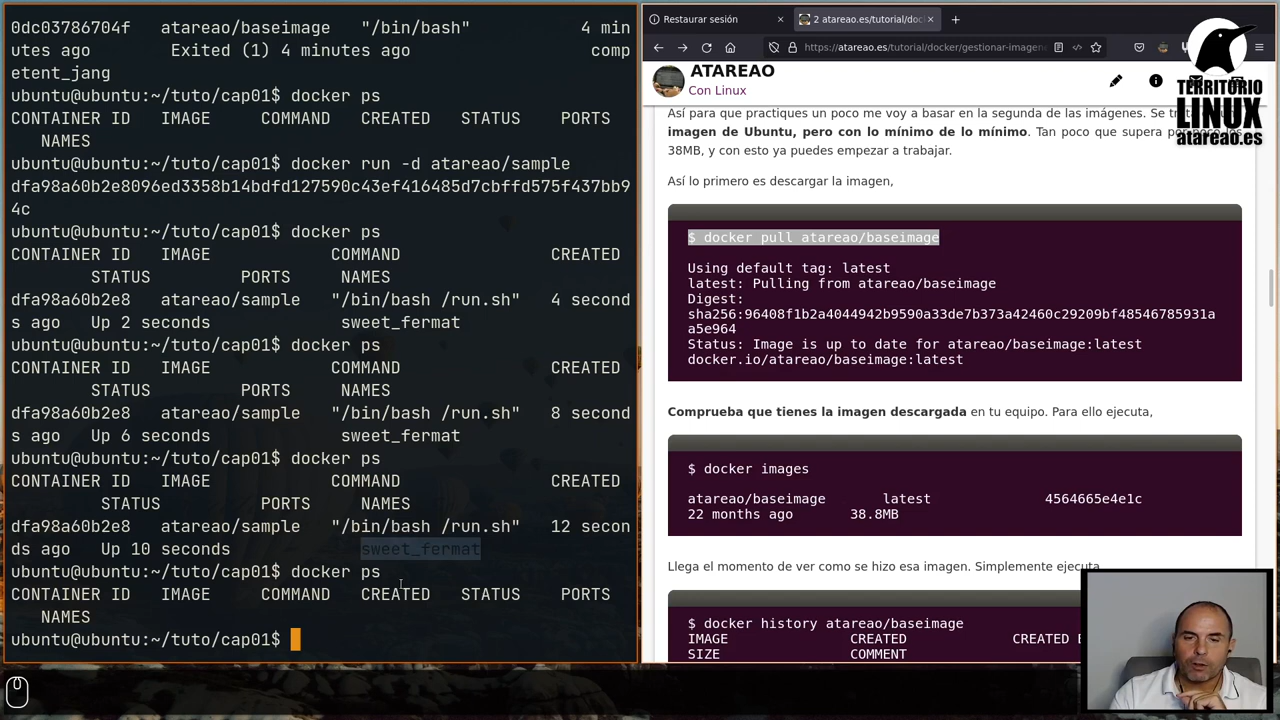 0dc03786704f   atareao/baseimage   "/bin/bash"           4 min
utes ago        Exited (1) 4 minutes ago             comp
etent_jang
ubuntu@ubuntu:~/tuto/cap01$ docker ps
CONTAINER ID   IMAGE     COMMAND   CREATED   STATUS    PORTS
   NAMES
ubuntu@ubuntu:~/tuto/cap01$ docker run -d atareao/sample
dfa98a60b2e8096ed3358b14bdfd127590c43ef416485d7cbffd575f437bb9
4c
ubuntu@ubuntu:~/tuto/cap01$ docker ps
CONTAINER ID   IMAGE            COMMAND               CREATED
        STATUS         PORTS     NAMES
dfa98a60b2e8   atareao/sample   "/bin/bash /run.sh"   4 second
s ago   Up 2 seconds             sweet_fermat
ubuntu@ubuntu:~/tuto/cap01$ docker ps
CONTAINER ID   IMAGE            COMMAND               CREATED
        STATUS         PORTS     NAMES
dfa98a60b2e8   atareao/sample   "/bin/bash /run.sh"   8 second
s ago   Up 6 seconds             sweet_fermat
ubuntu@ubuntu:~/tuto/cap01$ docker ps
CONTAINER ID   IMAGE            COMMAND               CREATED
         STATUS          PORTS     NAMES
dfa98a60b2e8   atareao/sample   "/bin/bash /run.sh"   12 secon
ds ago   Up 10 seconds             sweet_fermat
ubuntu@ubuntu:~/tuto/cap01$ docker ps
CONTAINER ID   IMAGE     COMMAND   CREATED   STATUS    PORTS
   NAMES
ubuntu@ubuntu:~/tuto/cap01$
Restaurar sesión
2 atareao.es/tutorial/doc
https://atareao.es/tutorial/docker/gestionar-imagen
ATAREAO
Con Linux
TERRITORIO
LINUX
atareao.es
Así para que practiques un poco me voy a basar en la segunda de las imágenes. Se
imagen de Ubuntu, pero con lo mínimo de lo mínimo. Tan poco que supera
38MB, y con esto ya puedes empezar a trabajar.
Así lo primero es descargar la imagen,
$ docker pull atareao/baseimage
Using default tag: latest
latest: Pulling from atareao/baseimage
Digest:
sha256:96408f1b2a4044942b9590a33de7b373a42460c29209bf48546785931a
a5e964
Status: Image is up to date for atareao/baseimage:latest
docker.io/atareao/baseimage:latest
Comprueba que tienes la imagen descargada en tu equipo. Para ello ejecuta,
$ docker images
atareao/baseimage       latest              4564665e4e1c
22 months ago       38.8MB
Llega el momento de ver como se hizo esa imagen. Simplemente ejecuta,
$ docker history atareao/baseimage
IMAGE               CREATED             CREATED
SIZE                COMMENT